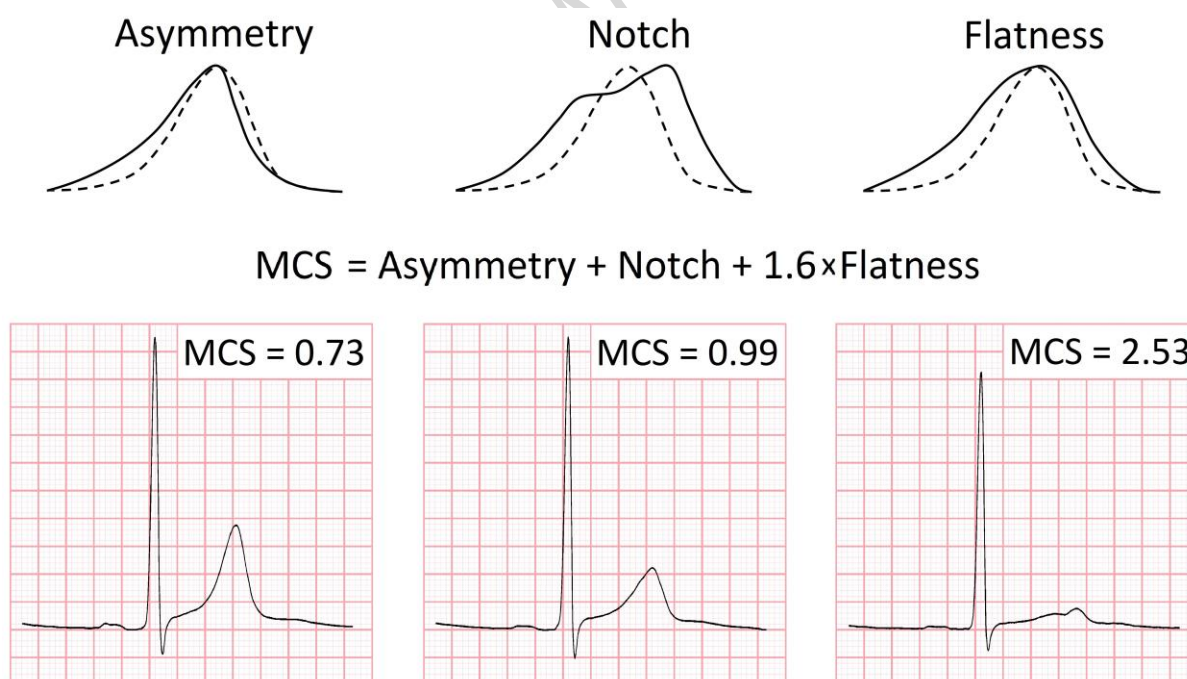 Asymmetry
Notch
Flatness
MCS = Asymmetry + Notch + 1.6×Flatness
MCS = 0.73
MCS = 0.99
MCS = 2.53